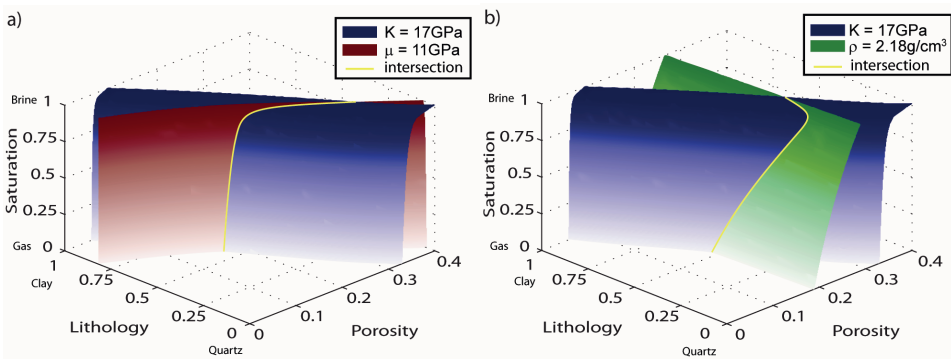 a)
K = 17GPa
μ = 11GPa
intersection
Brine
1
0.75
0.5
0.25
Gas
0
Saturation
1
Clay
0.75
0.5
0.25
0
Quartz
Lithology
0
0.1
0.2
0.3
0.4
Porosity
b)
K = 17GPa
ρ = 2.18g/cm³
intersection
Brine
1
0.75
0.5
0.25
Gas
0
Saturation
1
Clay
0.75
0.5
0.25
0
Quartz
Lithology
0
0.1
0.2
0.3
0.4
Porosity